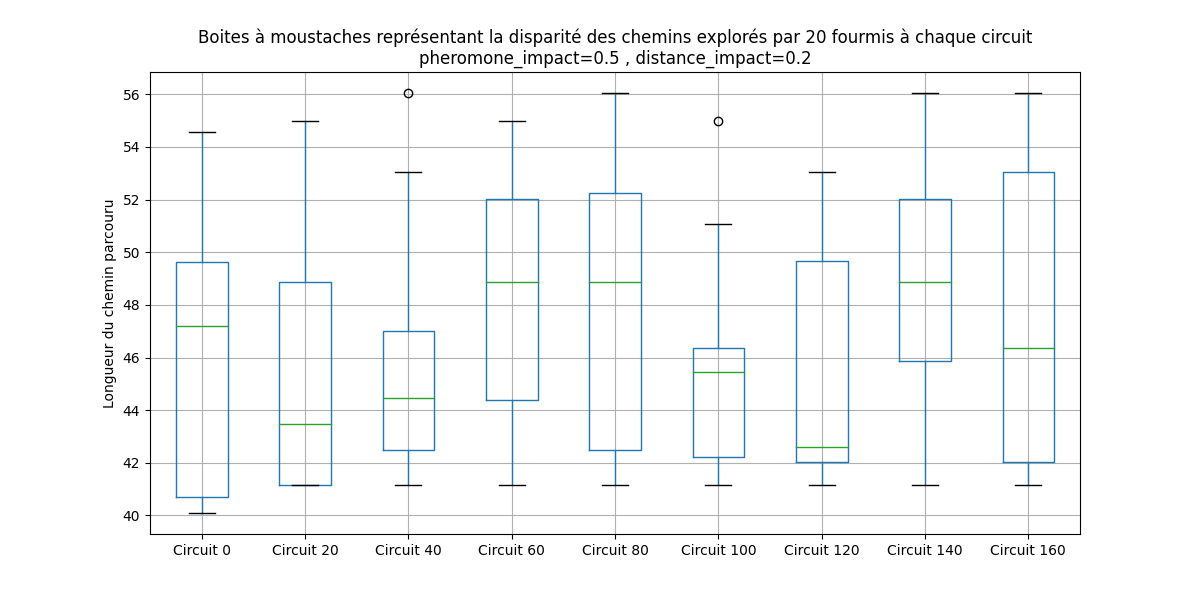 Boites à moustaches représentant la disparité des chemins explorés par 20 fourmis à chaque circuit
pheromone_impact=0.5 , distance_impact=0.2
Longueur du chemin parcouru
56
54
52
50
48
46
44
42
40
Circuit 0 Circuit 20 Circuit 40 Circuit 60 Circuit 80 Circuit 100 Circuit 120 Circuit 140 Circuit 160